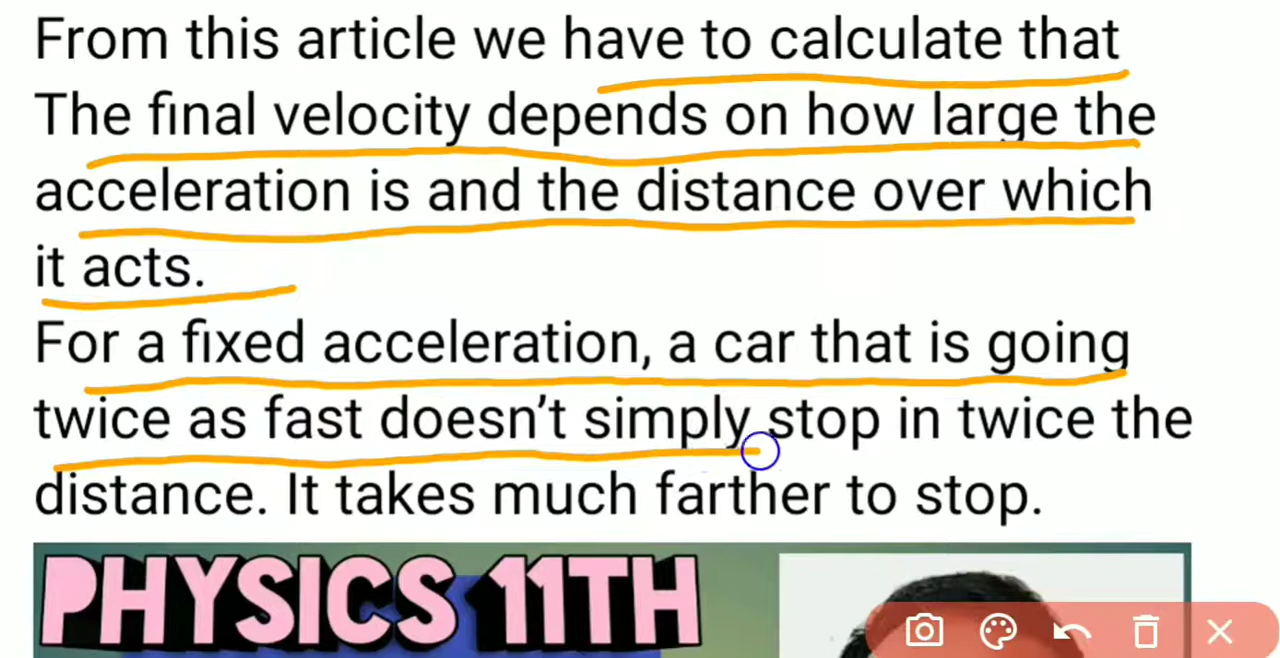 From this article we have to calculate that
The final velocity depends on how large the
acceleration is and the distance over which
it acts.
For a fixed acceleration, a car that is going
twice as fast doesn’t simply stop in twice the
distance. It takes much farther to stop.
PHYSICS 11TH